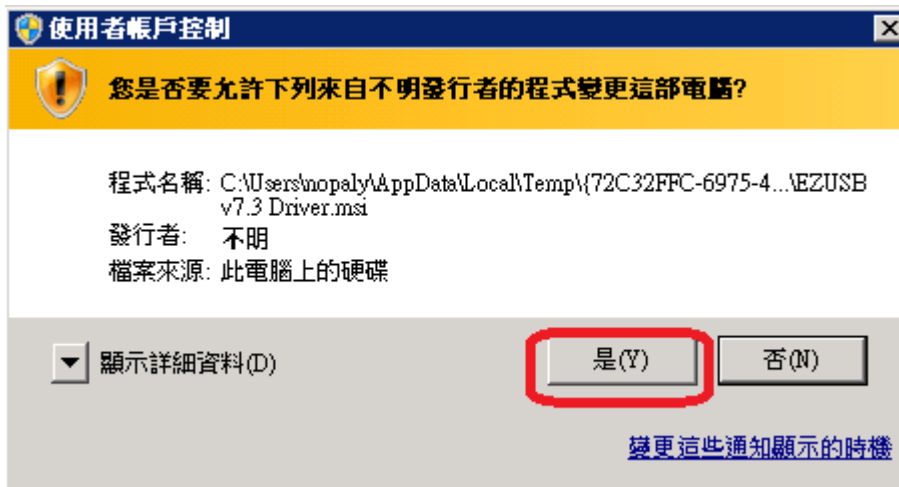 使用者帳戶控制
您是否要允許下列來自不明發行者的程式變更這部電腦?
程式名稱: C:\Users\nopaly\AppData\Local\Temp\{72C32FFC-6975-4...\EZUSB
v7.3 Driver.msi
發行者: 不明
檔案來源: 此電腦上的硬碟
顯示詳細資料(D) 是(Y) 否(N)
變更這些通知顯示的時機